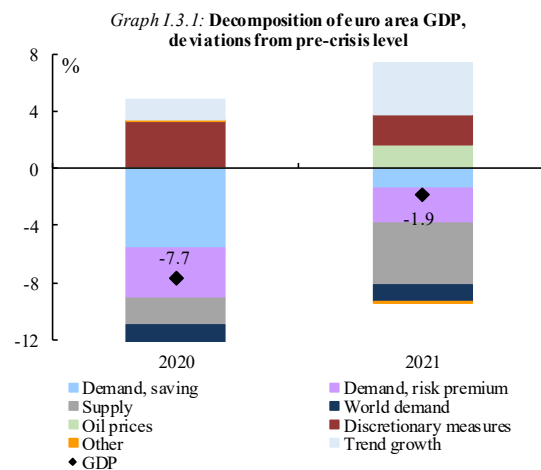 Graph I.3.1: Decomposition of euro area GDP,
deviations from pre-crisis level
8
%
4
0
-4
-1.9
-7.7
-8
-12
2020 2021
Demand, saving Demand, risk premium
Supply World demand
Oil prices Discretionary measures
Other Trend growth
GDP